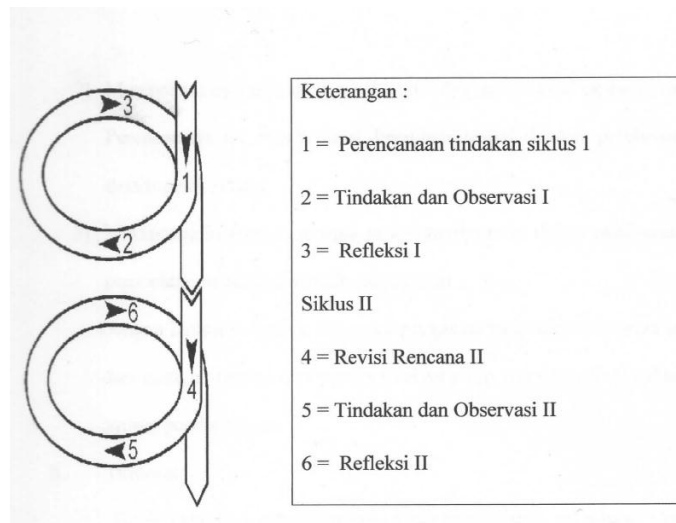 3
1
2
6
4
5
Keterangan :
1 = Perencanaan tindakan siklus 1
2 = Tindakan dan Observasi I
3 = Refleksi I
Siklus II
4 = Revisi Rencana II
5 = Tindakan dan Observasi II
6 = Refleksi II